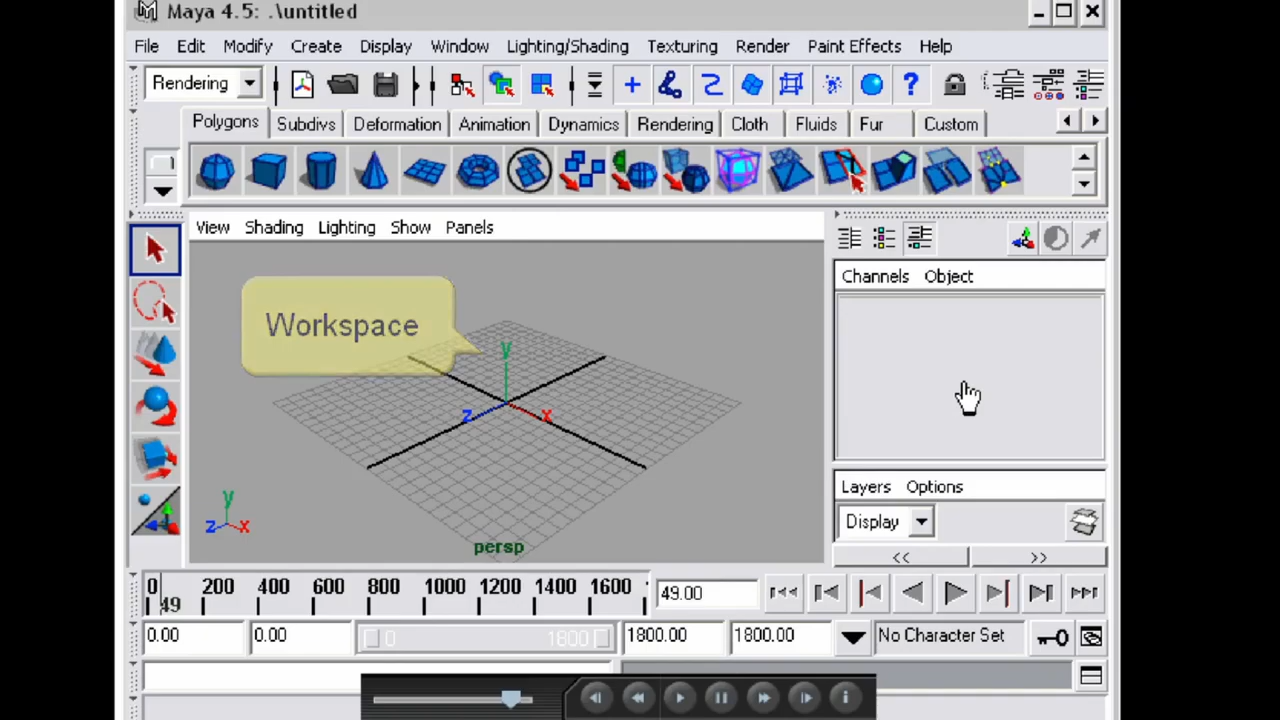 Maya 4.5: .\untitled
File Edit Modify Create Display Window Lighting/Shading Texturing Render Paint Effects Help
Rendering
Polygons Subdivs Deformation Animation Dynamics Rendering Cloth Fluids Fur Custom
View Shading Lighting Show Panels
Channels Object
Workspace
y
z x
y
z x
persp
Layers Options
Display
<< >>
0 200 400 600 800 1000 1200 1400 1600
49
49.00
0.00 0.00 0 1800 1800.00 1800.00 No Character Set